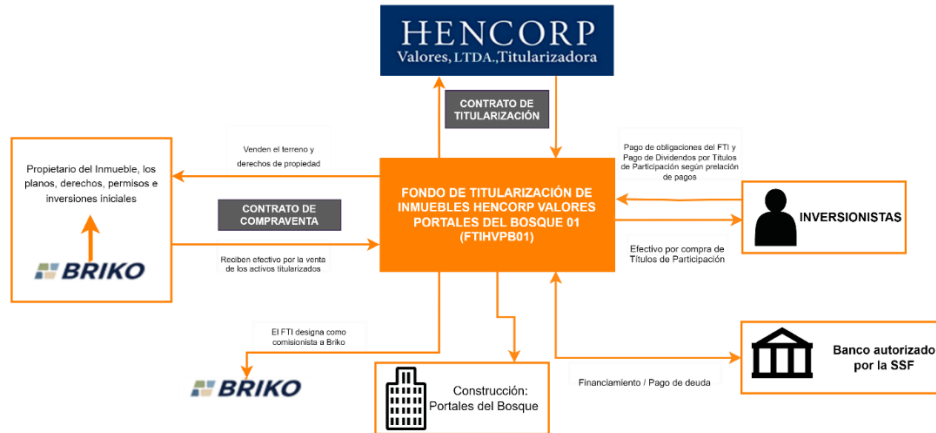 HENCORP
Valores, LTDA.,Titularizadora
CONTRATO DE
TITULARIZACIÓN
Venden el terreno y
derechos de propiedad
Propietario del Inmueble, los
planos, derechos, permisos e
inversiones iniciales
BRIKO
CONTRATO DE
COMPRAVENTA
Reciben efectivo por la venta
de los activos titularizados
FONDO DE TITULARIZACIÓN DE
INMUEBLES HENCORP VALORES
PORTALES DEL BOSQUE 01
(FTIHVPB01)
Pago de obligaciones del FTI y
Pago de Dividendos por Títulos
de Participación según prelación
de pagos
INVERSIONISTAS
Efectivo por compra de
Títulos de Participación
El FTI designa como
comisionista a Briko
BRIKO
Construcción:
Portales del Bosque
Financiamiento / Pago de deuda
Banco autorizado
por la SSF